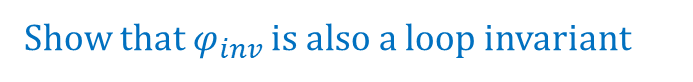 Show that φ_inv is also a loop invariant